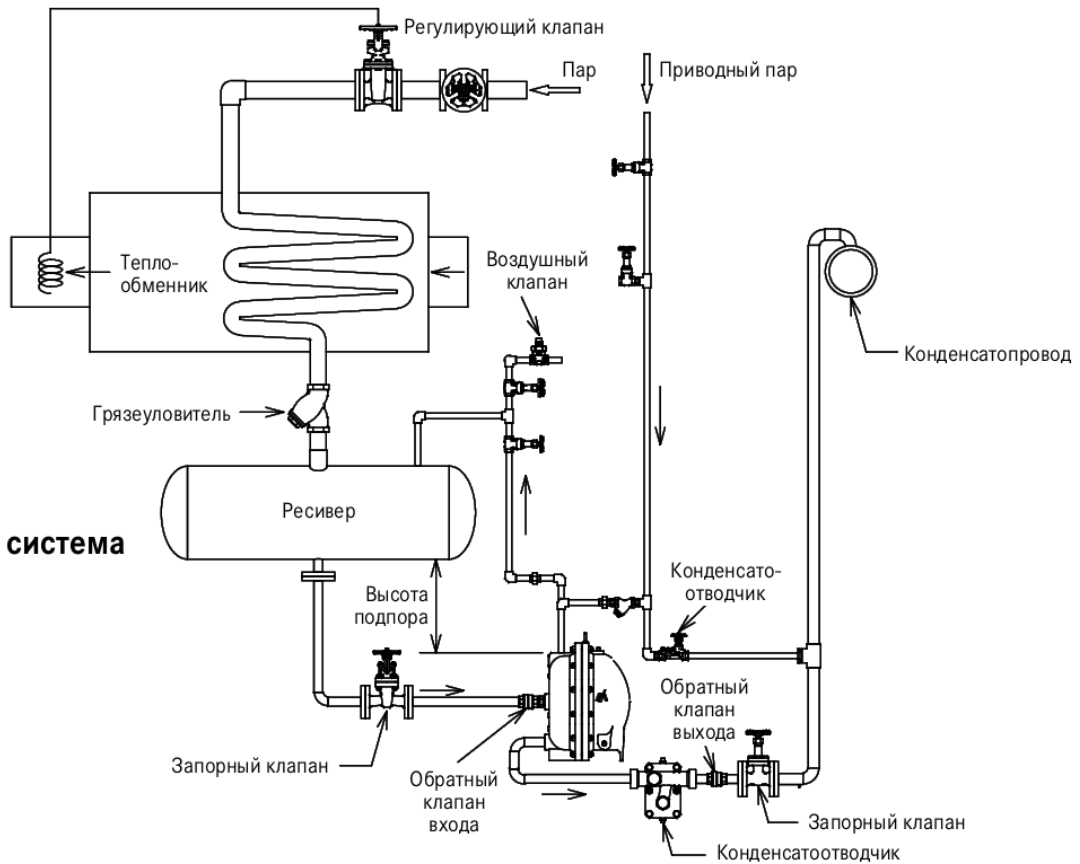 Регулирующий клапан
Пар
Приводный пар
Тепло-
обменник
Воздушный
клапан
Конденсатопровод
Грязеуловитель
Ресивер
система
Высота
подпора
Конденсато-
отводчик
Обратный
клапан
выхода
Запорный клапан
Обратный
клапан
входа
Запорный клапан
Конденсатоотводчик